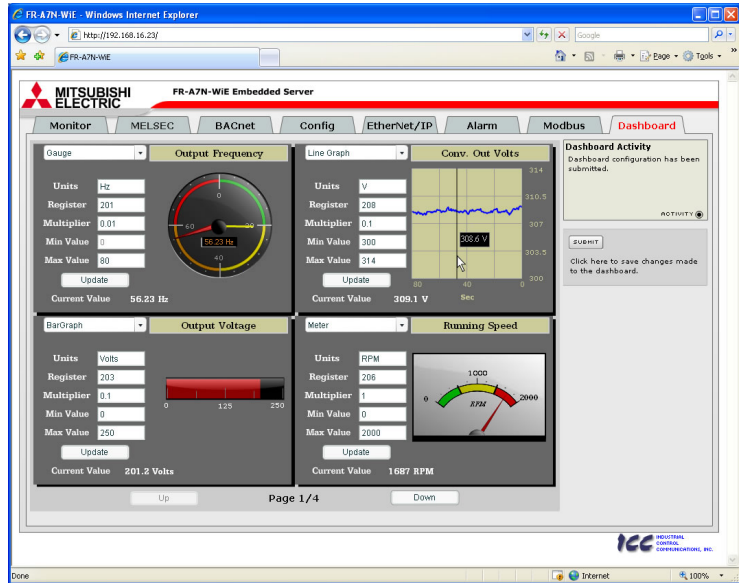 FR-A7N-WiE - Windows Internet Explorer
http://192.168.16.23/
Google
FR-A7N-WiE
Page
Tools
MITSUBISHI ELECTRIC
FR-A7N-WiE Embedded Server
Monitor MELSEC BACnet Config EtherNet/IP Alarm Modbus Dashboard
Gauge
Output Frequency
Units Hz
Register 201
Multiplier 0.01
Min Value 0
Max Value 80
Update
Current Value 56.23 Hz
0
20
40
60
56.23 Hz
Line Graph
Conv. Out Volts
Units V
Register 208
Multiplier 0.1
Min Value 300
Max Value 314
Update
Current Value 309.1 V
314
310.5
307
303.5
300
308.6 V
80 40 0
Sec
BarGraph
Output Voltage
Units Volts
Register 203
Multiplier 0.1
Min Value 0
Max Value 250
Update
Current Value 201.2 Volts
0 125 250
Meter
Running Speed
Units RPM
Register 206
Multiplier 1
Min Value 0
Max Value 2000
Update
Current Value 1687 RPM
1000
0 2000
RPM
Up
Page 1/4
Down
Dashboard Activity
Dashboard configuration has been
submitted.
ACTIVITY
SUBMIT
Click here to save changes made
to the dashboard.
ICC INDUSTRIAL
CONTROL
COMMUNICATIONS, INC.
Done
Internet
100%